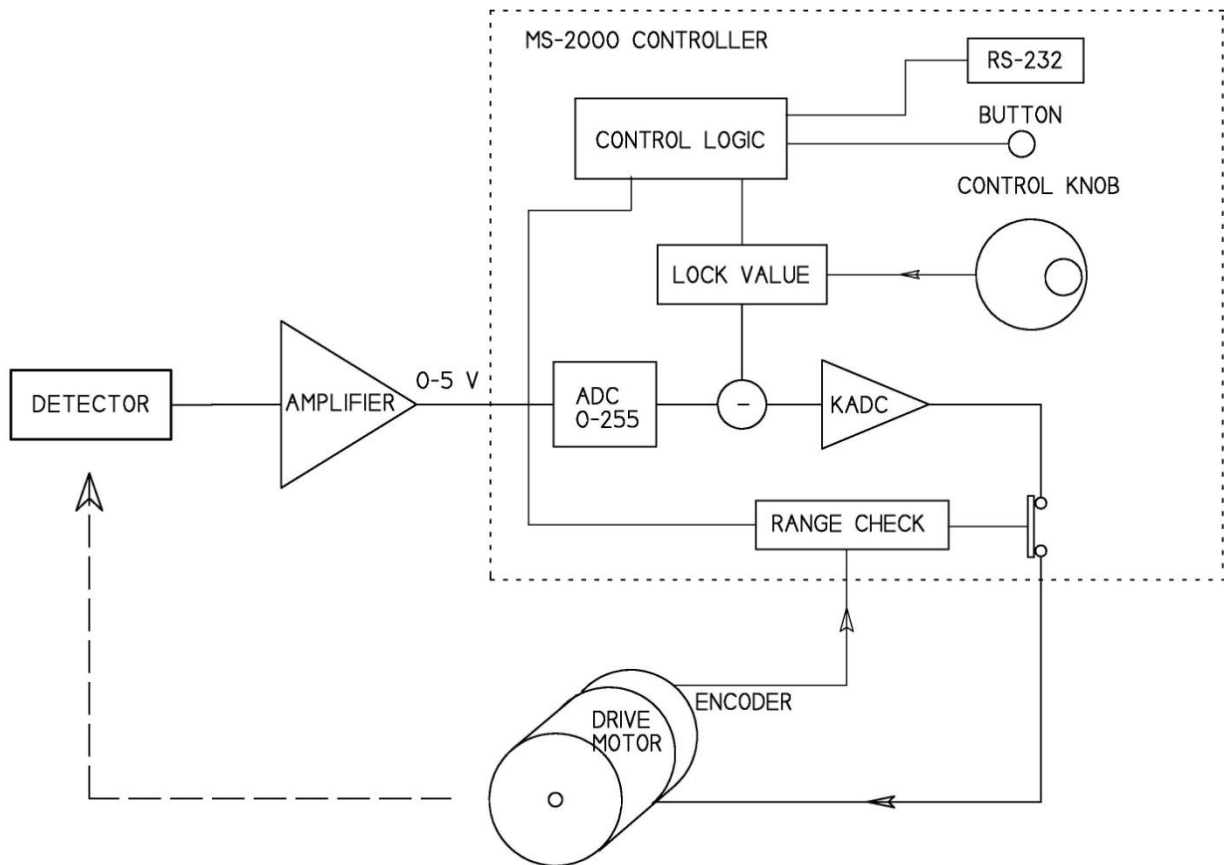 MS-2000 CONTROLLER
RS-232
BUTTON
CONTROL LOGIC
CONTROL KNOB
LOCK VALUE
0-5 V
DETECTOR
AMPLIFIER
ADC
0-255
-
KADC
RANGE CHECK
ENCODER
DRIVE
MOTOR